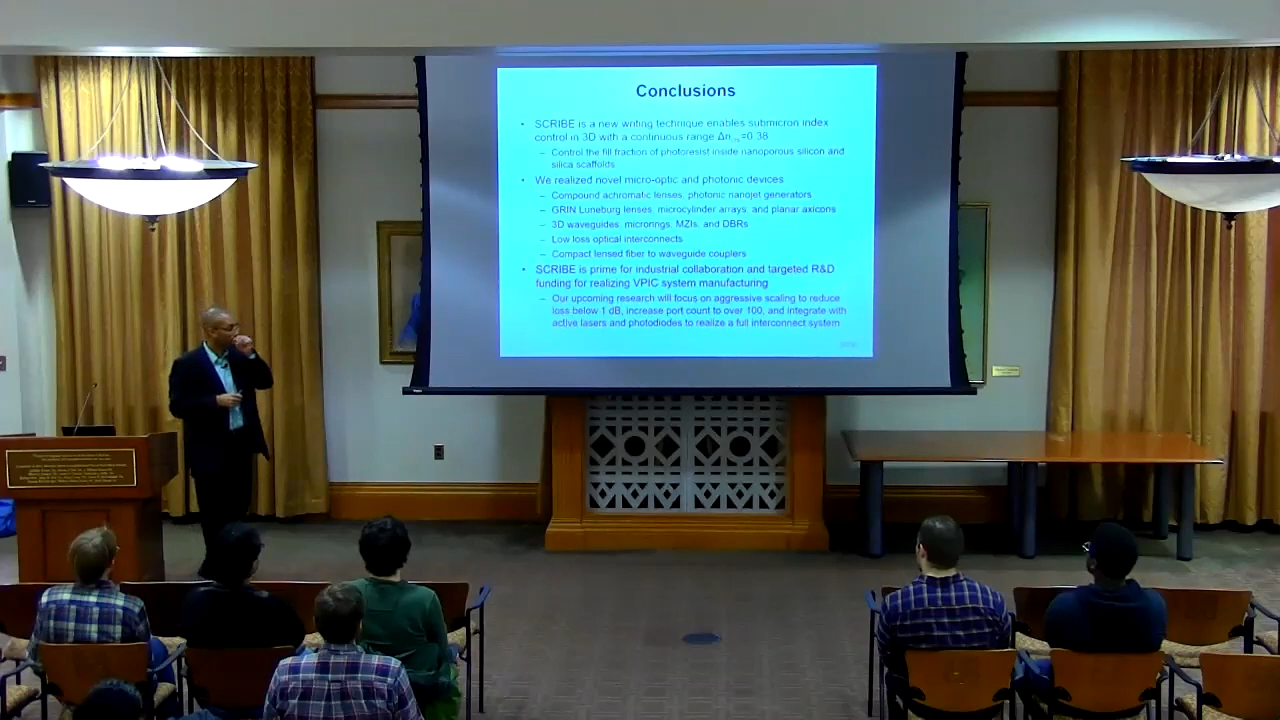 Conclusions
• SCRIBE is a new writing technique enables submicron index
control in 3D with a continuous range Δn =0.38
– Control the fill fraction of photoresist inside nanoporous silicon and
silica scaffolds
• We realized novel micro-optic and photonic devices
– Compound achromatic lenses, photonic nanojet generators
– GRIN Luneburg lenses, microcylinder arrays, and planar axicons
– 3D waveguides, microrings, MZIs, and DBRs
– Low loss optical interconnects
– Compact lensed fiber to waveguide couplers
• SCRIBE is prime for industrial collaboration and targeted R&D
funding for realizing VPIC system manufacturing
– Our upcoming research will focus on aggressive scaling to reduce
loss below 1 dB, increase port count to over 100, and integrate with
active lasers and photodiodes to realize a full interconnect system